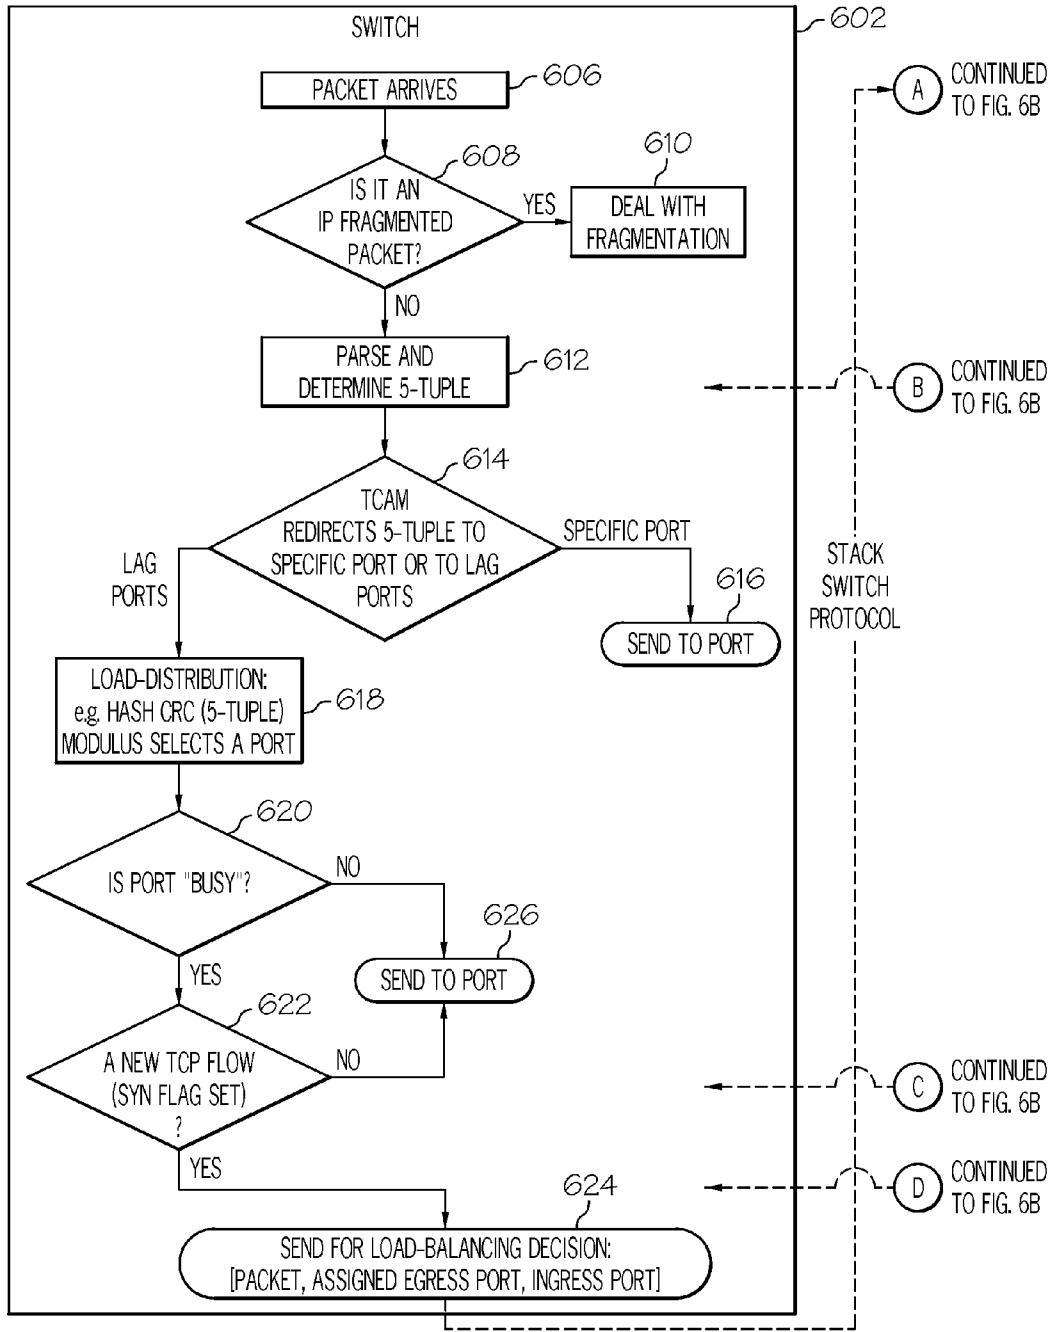 SWITCH
602
PACKET ARRIVES
606
A
CONTINUED
TO FIG. 6B
608
IS IT AN
IP FRAGMENTED
PACKET?
YES
610
DEAL WITH
FRAGMENTATION
NO
PARSE AND
DETERMINE 5-TUPLE
612
B
CONTINUED
TO FIG. 6B
614
TCAM
REDIRECTS 5-TUPLE TO
SPECIFIC PORT OR TO LAG
PORTS
SPECIFIC PORT
LAG
PORTS
616
SEND TO PORT
STACK
SWITCH
PROTOCOL
LOAD-DISTRIBUTION:
e.g. HASH CRC (5-TUPLE)
MODULUS SELECTS A PORT
618
620
IS PORT "BUSY"?
NO
YES
626
SEND TO PORT
622
A NEW TCP FLOW
(SYN FLAG SET)
?
NO
YES
C
CONTINUED
TO FIG. 6B
D
CONTINUED
TO FIG. 6B
624
SEND FOR LOAD-BALANCING DECISION:
[PACKET, ASSIGNED EGRESS PORT, INGRESS PORT]